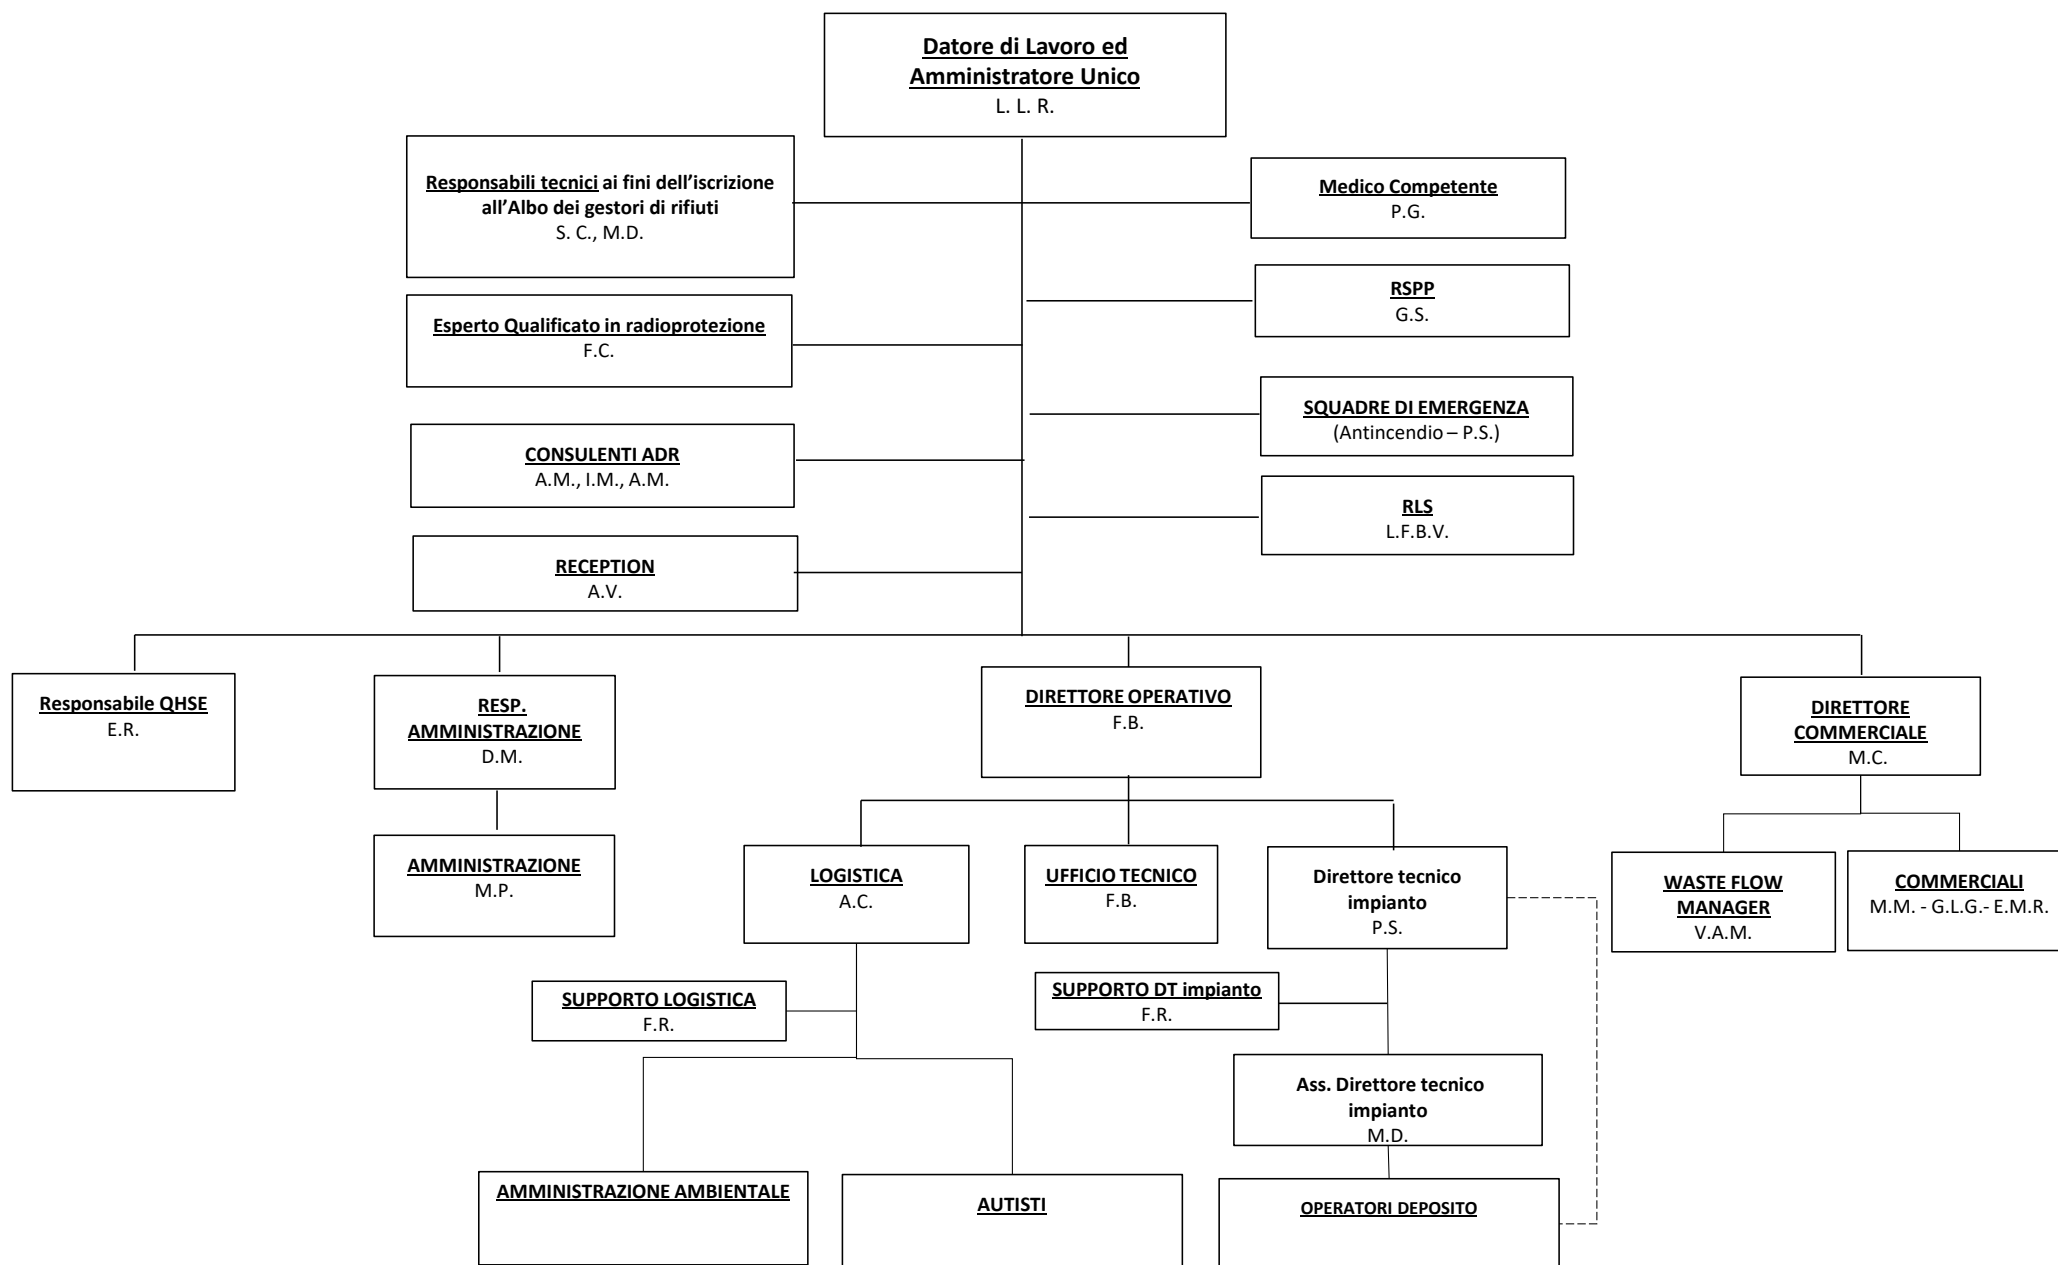 Datore di Lavoro ed
Amministratore Unico
L. L. R.
Responsabili tecnici ai fini dell’iscrizione
all’Albo dei gestori di rifiuti
S. C., M.D.
Medico Competente
P.G.
RSPP
G.S.
Esperto Qualificato in radioprotezione
F.C.
SQUADRE DI EMERGENZA
(Antincendio – P.S.)
CONSULENTI ADR
A.M., I.M., A.M.
RLS
L.F.B.V.
RECEPTION
A.V.
Responsabile QHSE
E.R.
RESP.
AMMINISTRAZIONE
D.M.
DIRETTORE OPERATIVO
F.B.
DIRETTORE
COMMERCIALE
M.C.
AMMINISTRAZIONE
M.P.
LOGISTICA
A.C.
UFFICIO TECNICO
F.B.
Direttore tecnico
impianto
P.S.
WASTE FLOW
MANAGER
V.A.M.
COMMERCIALI
M.M. - G.L.G.- E.M.R.
SUPPORTO LOGISTICA
F.R.
SUPPORTO DT impianto
F.R.
Ass. Direttore tecnico
impianto
M.D.
AMMINISTRAZIONE AMBIENTALE
AUTISTI
OPERATORI DEPOSITO